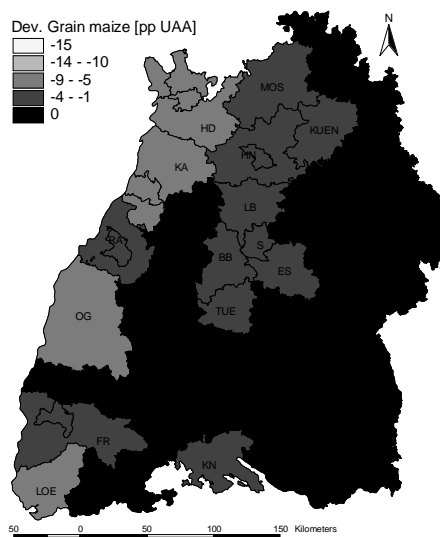 Dev. Grain maize [pp UAA]
-15
-14 - -10
-9 - -5
-4 - -1
0
N
MOS
HD
KUEN
HN
KA
LB
RA
S
BB
ES
OG
TUE
FR
KN
LOE
50 0 50 100 150 Kilometers